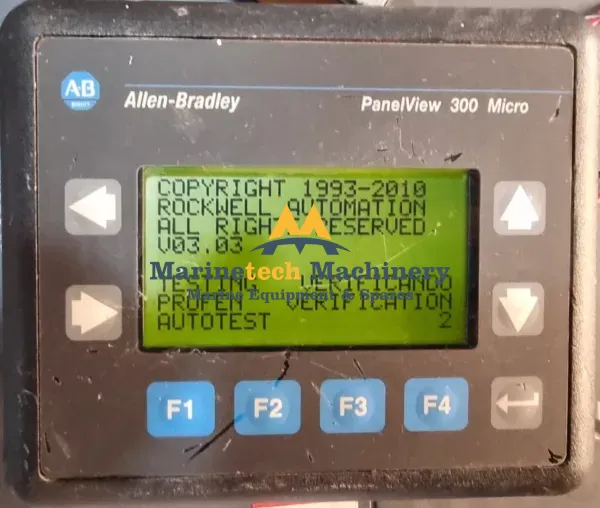 A·B
Allen-Bradley
PanelView 300 Micro
COPYRIGHT 1993-2010
ROCKWELL AUTOMATION
ALL RIGHTS RESERVED.
V03.03
Marinetech Machinery
TESTING VERIFICANDO
Marine Equipment & Spares
PRUEFEN VERIFICATION
AUTOTEST 2
F1 F2 F3 F4